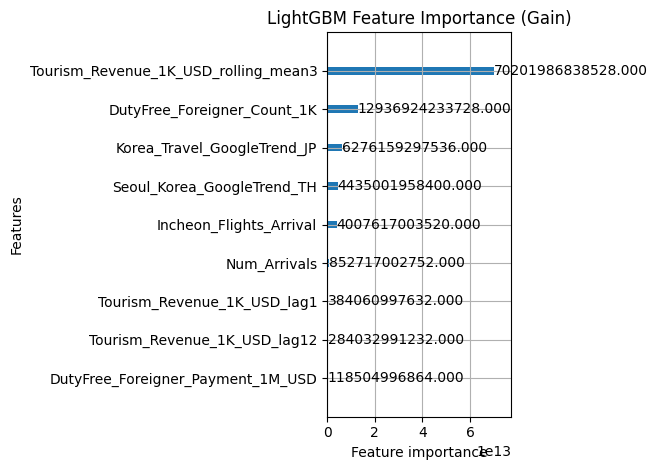 LightGBM Feature Importance (Gain)
Tourism_Revenue_1K_USD_rolling_mean3 70201986838528.000
DutyFree_Foreigner_Count_1K 12936924233728.000
Korea_Travel_GoogleTrend_JP 6276159297536.000
Seoul_Korea_GoogleTrend_TH 4435001958400.000
Incheon_Flights_Arrival 4007617003520.000
Num_Arrivals 852717002752.000
Tourism_Revenue_1K_USD_lag1 384060997632.000
Tourism_Revenue_1K_USD_lag12 284032991232.000
DutyFree_Foreigner_Payment_1M_USD 118504996864.000
Features
0 2 4 6
1e13
Feature importance